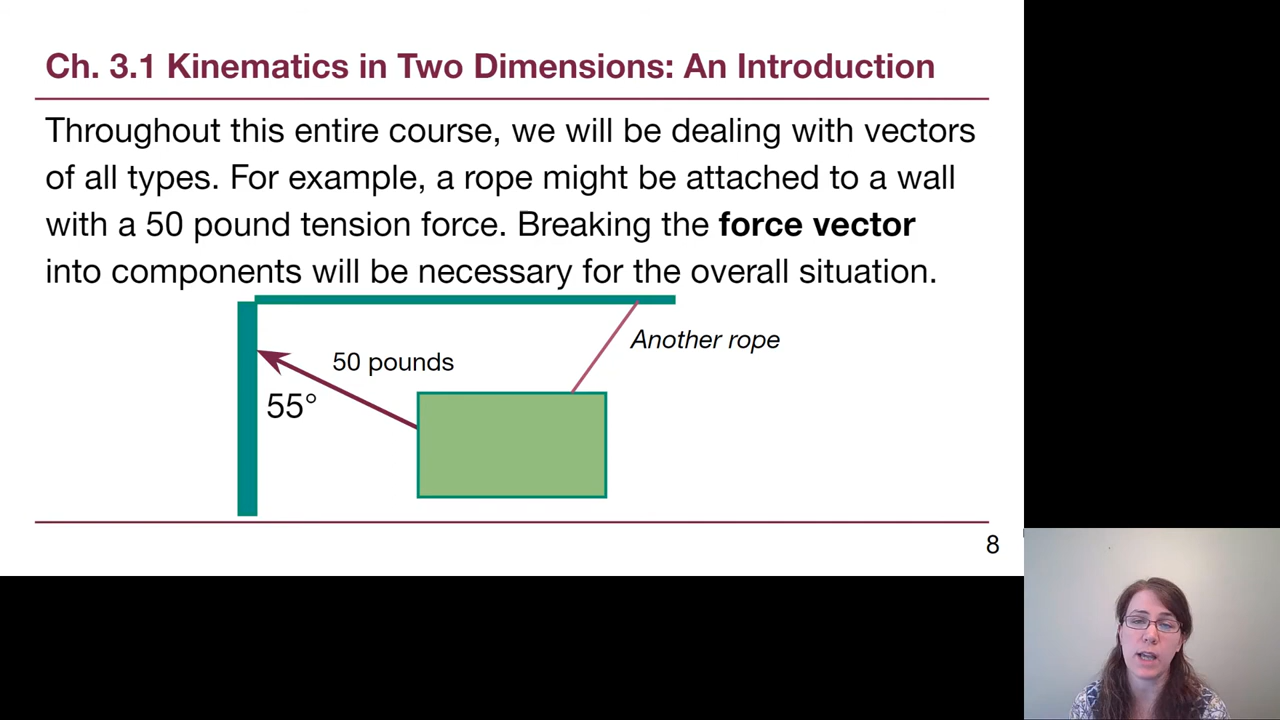 Ch. 3.1 Kinematics in Two Dimensions: An Introduction
Throughout this entire course, we will be dealing with vectors
of all types. For example, a rope might be attached to a wall
with a 50 pound tension force. Breaking the force vector
into components will be necessary for the overall situation.
Another rope
50 pounds
55°
8